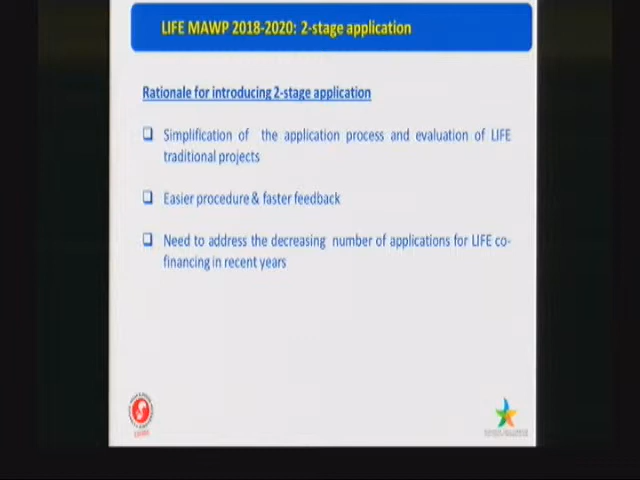 LIFE MAWP 2018-2020: 2-stage application
Rationale for introducing 2-stage application
❑ Simplification of the application process and evaluation of LIFE
traditional projects
❑ Easier procedure & faster feedback
❑ Need to address the decreasing number of applications for LIFE co-
financing in recent years